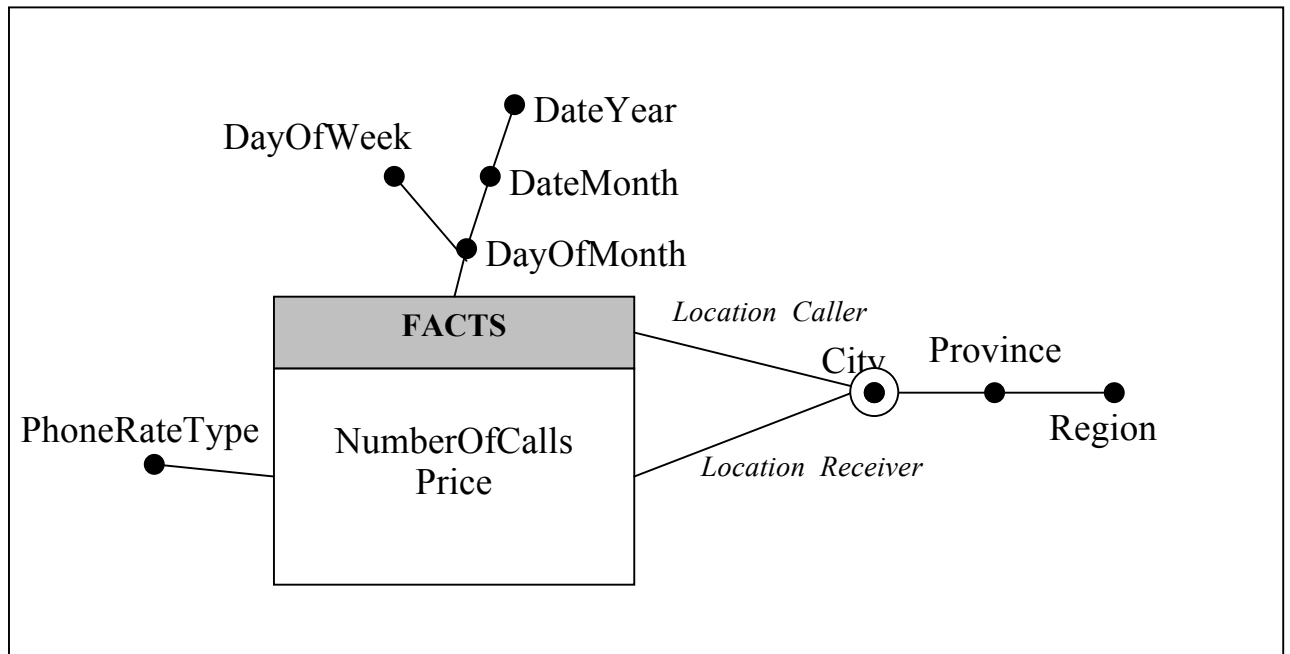 DateYear
DayOfWeek
DateMonth
DayOfMonth
FACTS
Location Caller
City
Province
PhoneRateType
NumberOfCalls
Price
Region
Location Receiver